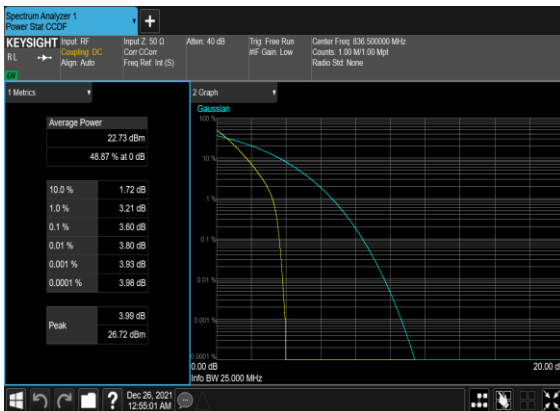 Spectrum Analyzer 1
Power Stat CCDF
KEYSIGHT
RL
LV
Input: RF
Coupling: DC
Align: Auto
Input Z: 50 Ω
Corr CCorr
Freq Ref: Int (S)
Atten: 40 dB
Trig: Free Run
#IF Gain: Low
Center Freq: 836.500000 MHz
Counts: 1.00 M/1.00 Mpt
Radio Std: None
1 Metrics
Average Power
22.73 dBm
48.87 % at 0 dB
10.0 % 1.72 dB
1.0 % 3.21 dB
0.1 % 3.60 dB
0.01 % 3.80 dB
0.001 % 3.93 dB
0.0001 % 3.98 dB
Peak
3.99 dB
26.72 dBm
2 Graph
Gaussian
100 %
10 %
1 %
0.1 %
0.01 %
0.001 %
0.0001 %
0.00 dB
20.00 d
Info BW 25.000 MHz
?
Dec 26, 2021
12:55:01 AM